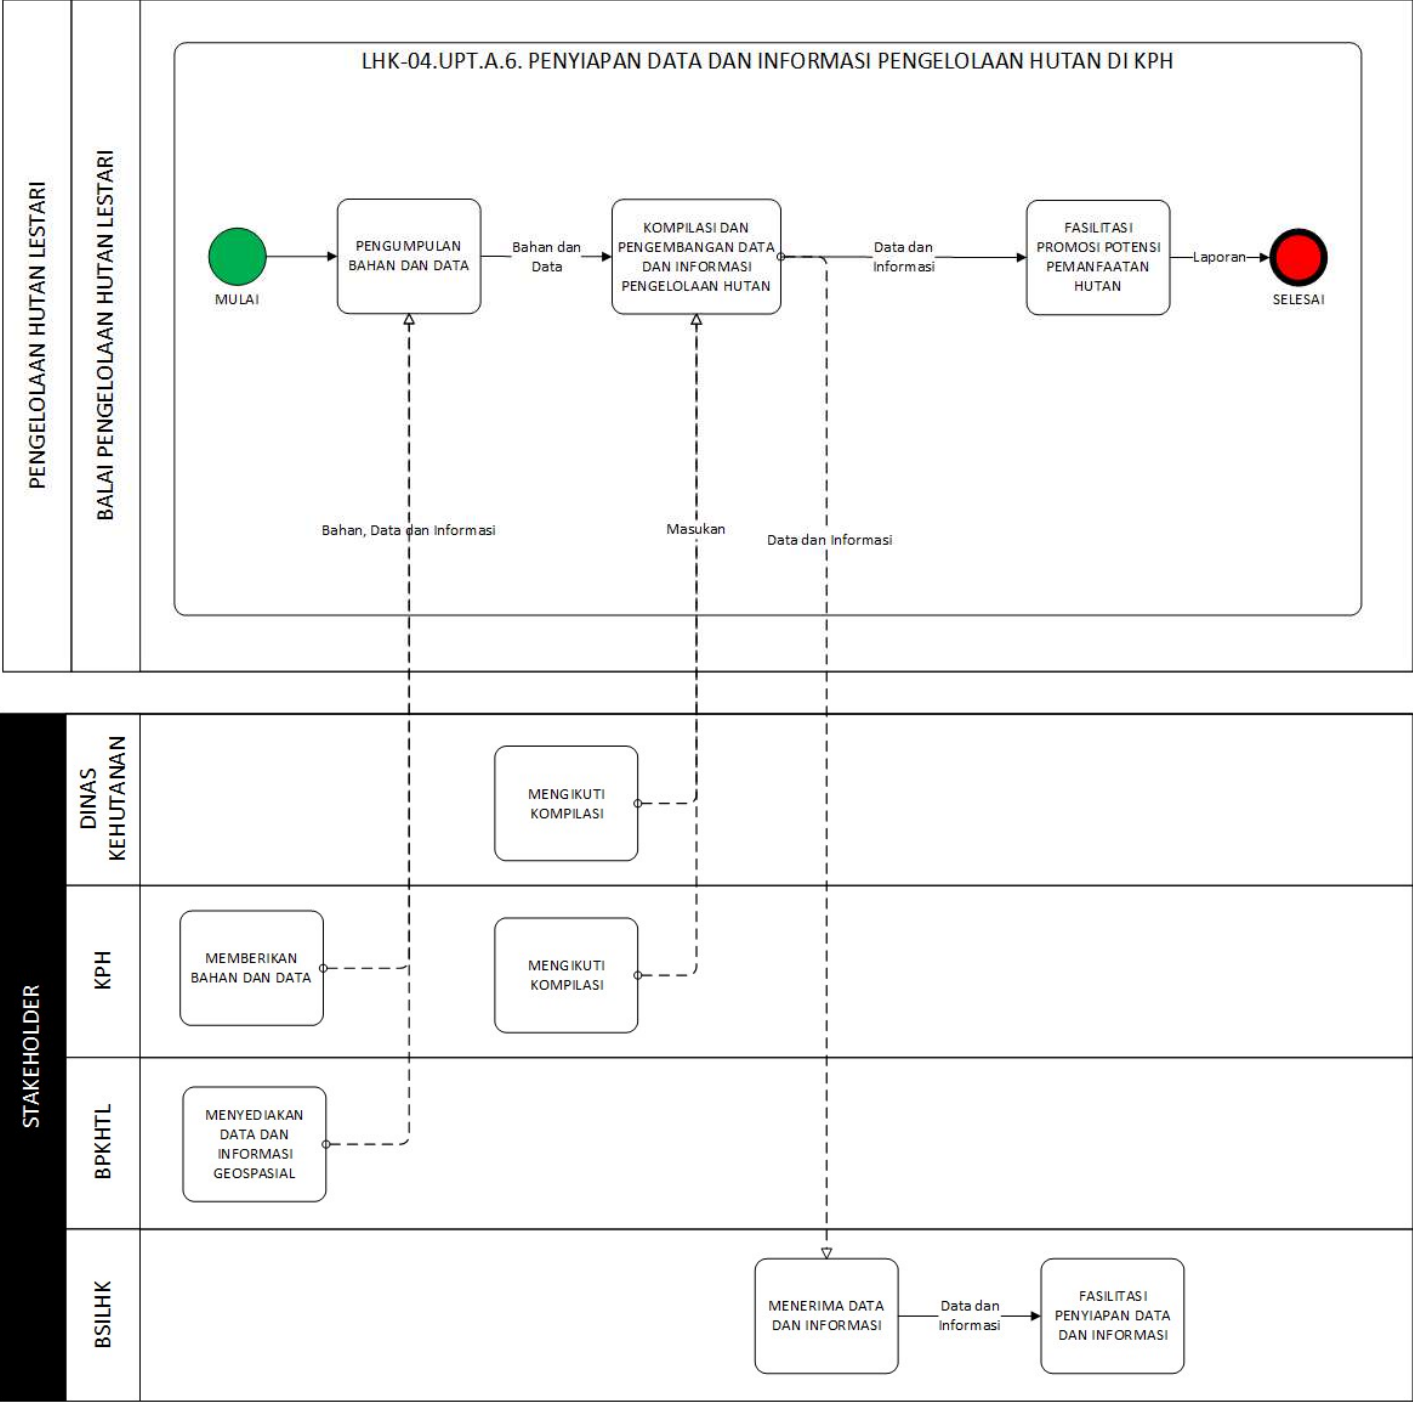 LHK-04.UPT.A.6. PENYIAPAN DATA DAN INFORMASI PENGELOLAAN HUTAN DI KPH
PENGELOLAAN HUTAN LESTARI
BALAI PENGELOLAAN HUTAN LESTARI
MULAI
PENGUMPULAN
BAHAN DAN DATA
Bahan dan
Data
KOMPILASI DAN
PENGEMBANGAN DATA
DAN INFORMASI
PENGELOLAAN HUTAN
Data dan
Informasi
FASILITASI
PROMOSI POTENSI
PEMANFAATAN
HUTAN
Laporan
SELESAI
Bahan, Data dan Informasi
Masukan
Data dan Informasi
STAKEHOLDER
DINAS
KEHUTANAN
MENGIKUTI
KOMPILASI
KPH
MEMBERIKAN
BAHAN DAN DATA
MENGIKUTI
KOMPILASI
BPKHTL
MENYEDIAKAN
DATA DAN
INFORMASI
GEOSPASIAL
BSILHK
MENERIMA DATA
DAN INFORMASI
Data dan
Informasi
FASILITASI
PENYIAPAN DATA
DAN INFORMASI